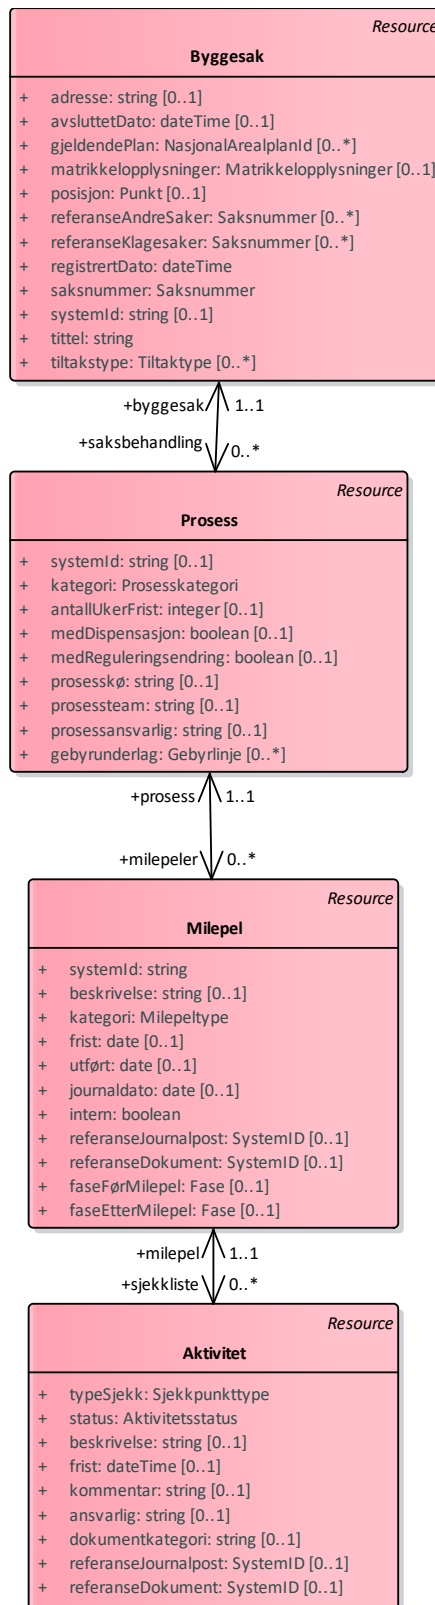 Resource
Byggesak
+ adresse: string [0..1]
+ avsluttetDato: dateTime [0..1]
+ gjeldendePlan: NasjonalArealplanId [0..*]
+ matrikkelopplysninger: Matrikkelopplysninger [0..1]
+ posisjon: Punkt [0..1]
+ referanseAndreSaker: Saksnummer [0..*]
+ referanseKlagesaker: Saksnummer [0..*]
+ registrertDato: dateTime
+ saksnummer: Saksnummer
+ systemId: string [0..1]
+ tittel: string
+ tiltakstype: Tiltaktype [0..*]
+byggesak 1..1
+saksbehandling 0..*
Resource
Prosess
+ systemId: string [0..1]
+ kategori: Prosesskategori
+ antallUkerFrist: integer [0..1]
+ medDispensasjon: boolean [0..1]
+ medReguleringsendring: boolean [0..1]
+ prosesskø: string [0..1]
+ prosessteam: string [0..1]
+ prosessansvarlig: string [0..1]
+ gebyrunderlag: Gebyrlinje [0..*]
+prosess 1..1
+milepeler 0..*
Resource
Milepel
+ systemId: string
+ beskrivelse: string [0..1]
+ kategori: Milepeltype
+ frist: date [0..1]
+ utført: date [0..1]
+ journaldato: date [0..1]
+ intern: boolean
+ referanseJournalpost: SystemID [0..1]
+ referanseDokument: SystemID [0..1]
+ faseFørMilepel: Fase [0..1]
+ faseEtterMilepel: Fase [0..1]
+milepel 1..1
+sjekkliste 0..*
Resource
Aktivitet
+ typeSjekk: Sjekkpunkttype
+ status: Aktivitetsstatus
+ beskrivelse: string [0..1]
+ frist: dateTime [0..1]
+ kommentar: string [0..1]
+ ansvarlig: string [0..1]
+ dokumentkategori: string [0..1]
+ referanseJournalpost: SystemID [0..1]
+ referanseDokument: SystemID [0..1]